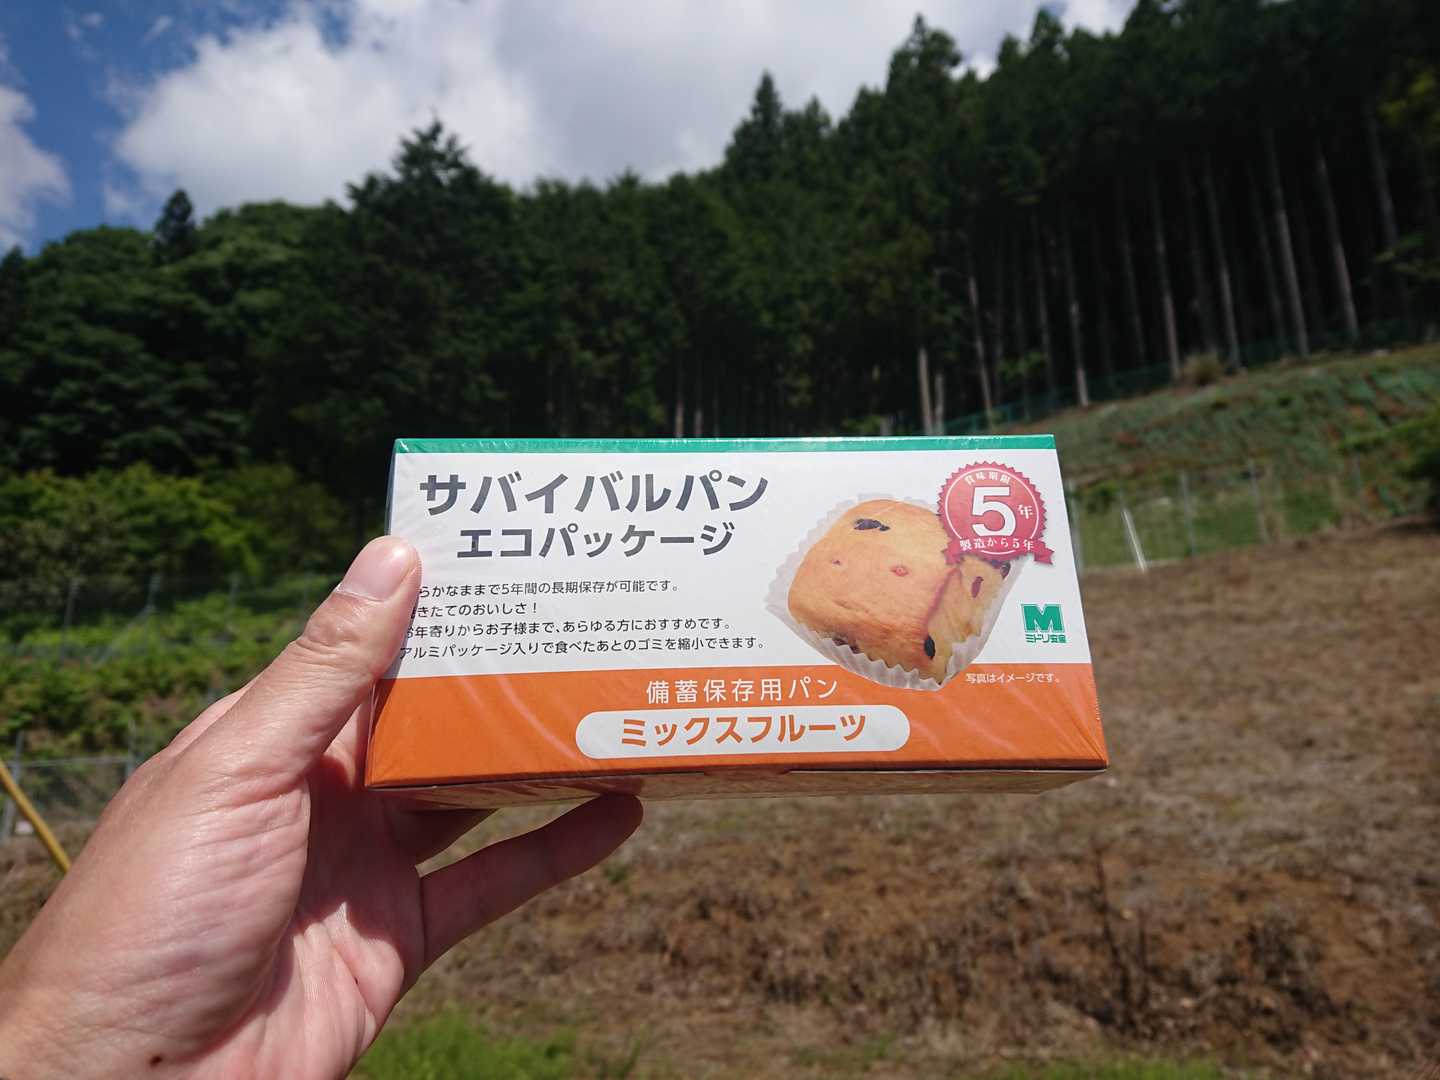 サバイバルパン
エコパッケージ
賞味期限
5年
製造から5年
らかなままで5年間の長期保存が可能です。
きたてのおいしさ！
お年寄りからお子様まで、あらゆる方におすすめです。
アルミパッケージ入りで食べたあとのゴミを縮小できます。
M
ミドリ安全
写真はイメージです。
備蓄保存用パン
ミックスフルーツ